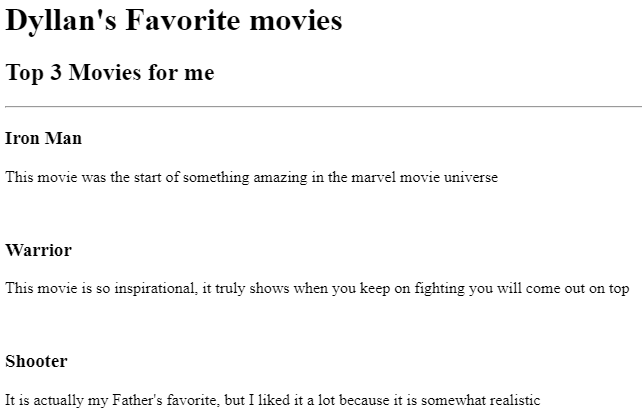 Dyllan's Favorite movies
Top 3 Movies for me
Iron Man
This movie was the start of something amazing in the marvel movie universe
Warrior
This movie is so inspirational, it truly shows when you keep on fighting you will come out on top
Shooter
It is actually my Father's favorite, but I liked it a lot because it is somewhat realistic